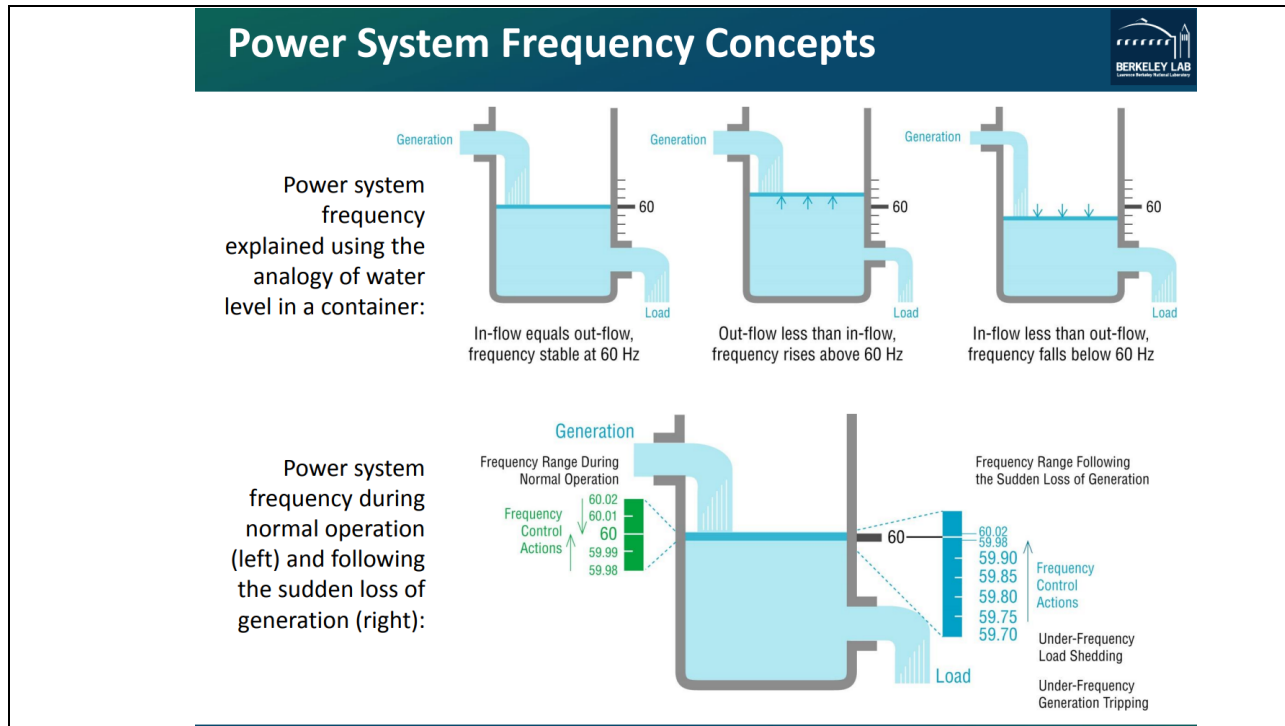 Power System Frequency Concepts
BERKELEY LAB
Lawrence Berkeley National Laboratory
Power system
frequency
explained using the
analogy of water
level in a container:
Generation
60
Load
In-flow equals out-flow,
frequency stable at 60 Hz
Generation
60
Load
Out-flow less than in-flow,
frequency rises above 60 Hz
Generation
60
Load
In-flow less than out-flow,
frequency falls below 60 Hz
Power system
frequency during
normal operation
(left) and following
the sudden loss of
generation (right):
Generation
Frequency Range During
Normal Operation
Frequency
Control
Actions
60.02
60.01
60
59.99
59.98
60
Load
Frequency Range Following
the Sudden Loss of Generation
60.02
59.98
59.90
59.85
59.80
59.75
59.70
Frequency
Control
Actions
Under-Frequency
Load Shedding
Under-Frequency
Generation Tripping